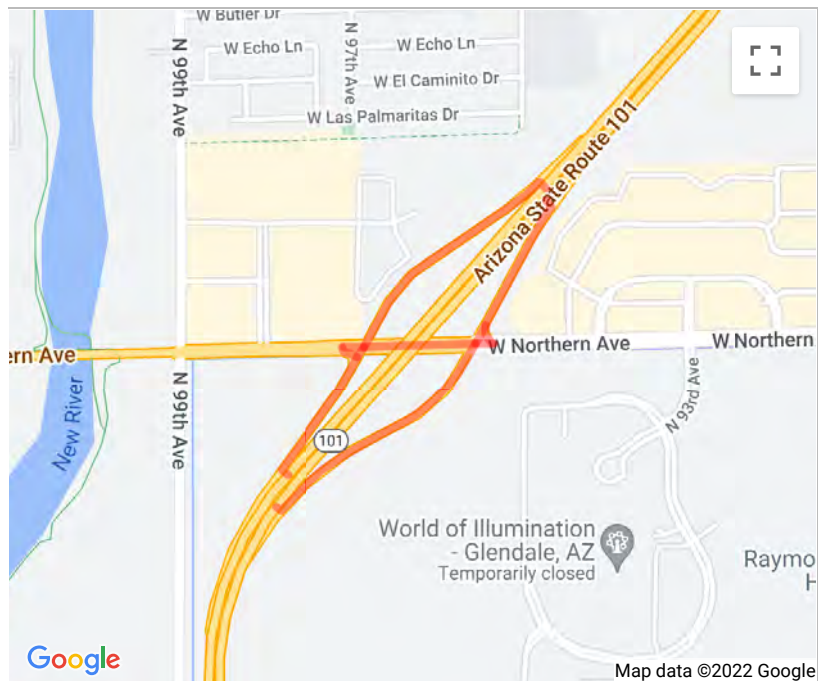 W Butler Dr
N 99th Ave
W Echo Ln
N 97th Ave
W Echo Ln
W El Caminito Dr
W Las Palmaritas Dr
Arizona State Route 101
ern Ave
W Northern Ave
W Northern
N 99th Ave
New River
N 93rd Ave
101
World of Illumination
- Glendale, AZ
Temporarily closed
Raymo
H
Google
Map data ©2022 Google